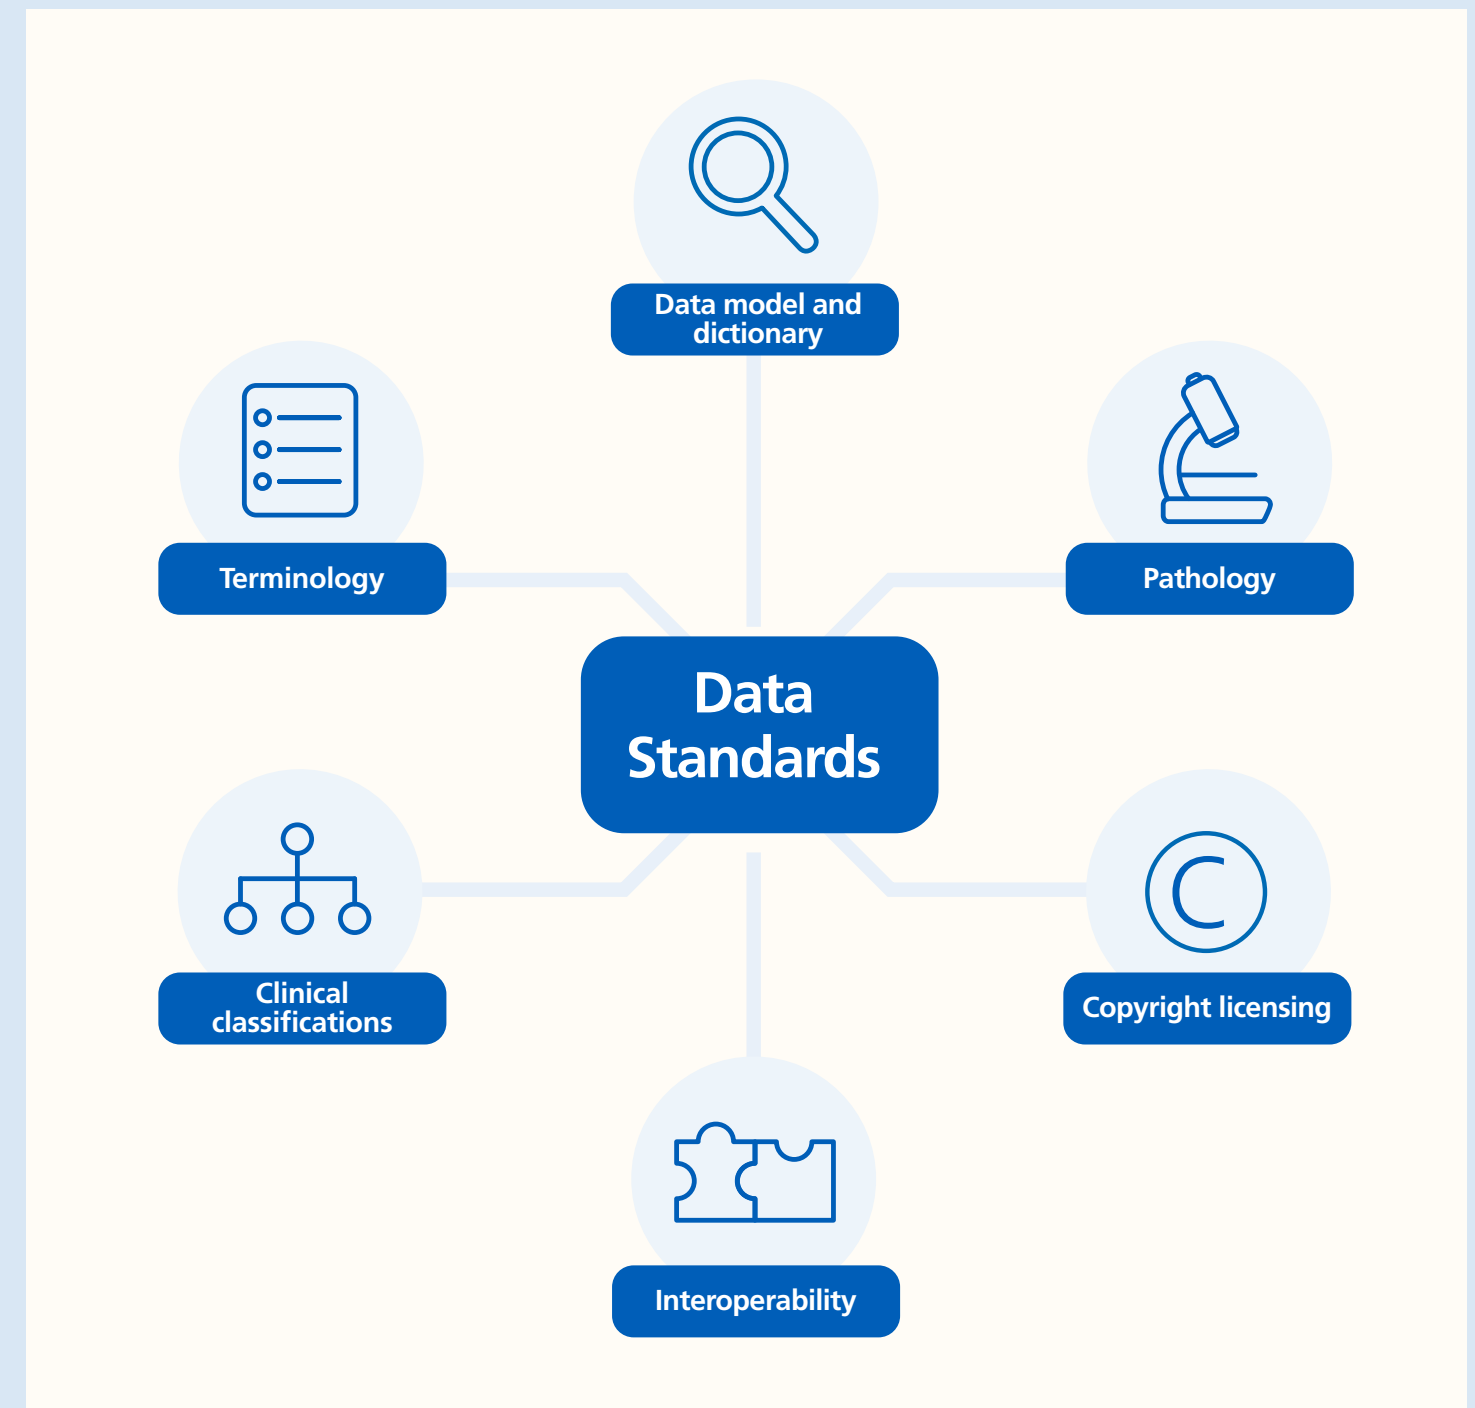 Data model and
dictionary
Terminology
Pathology
Data
Standards
Clinical
classifications
Copyright licensing
Interoperability